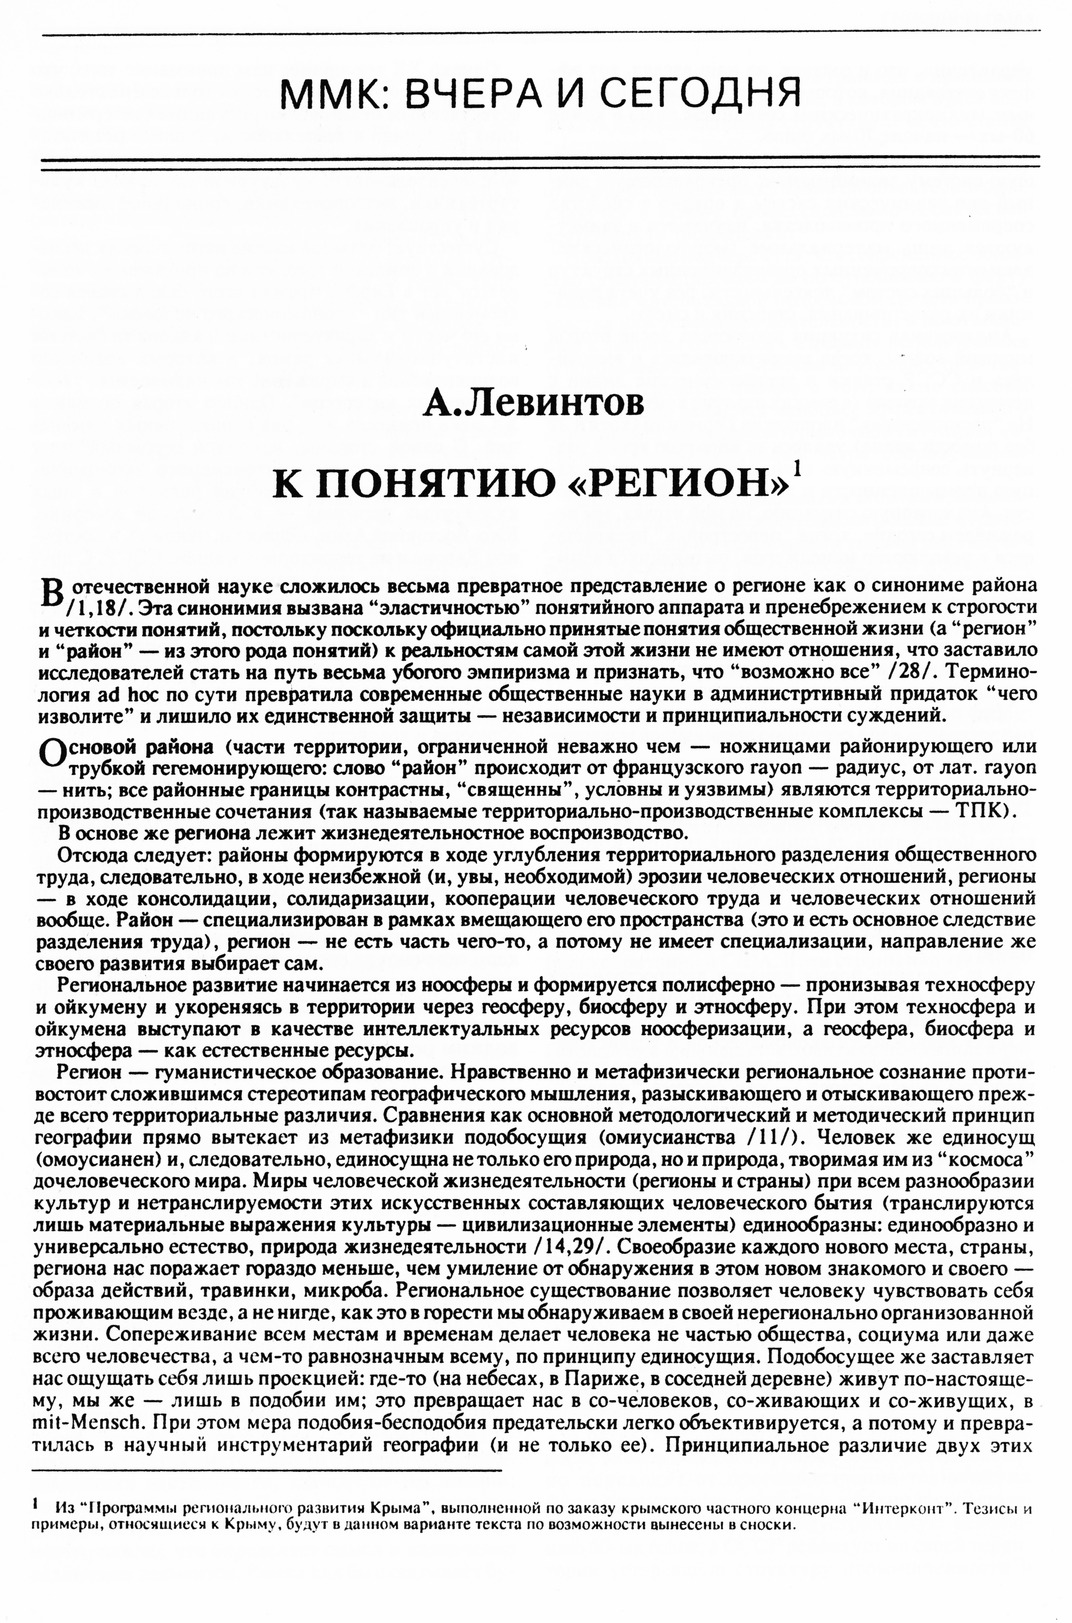 ММК: ВЧЕРА И СЕГОДНЯ
А.Левинтов
К ПОНЯТИЮ «РЕГИОН»1
В отечественной науке сложилось весьма превратное представление о регионе как о синониме района
/1,18/. Эта синонимия вызвана “эластичностью” понятийного аппарата и пренебрежением к строгости
и четкости понятий, постольку поскольку официально принятые понятия общественной жизни (а “регион”
и “район” — из этого рода понятий) к реальностям самой этой жизни не имеют отношения, что заставило
исследователей стать на путь весьма убогого эмпиризма и признать, что “возможно все” /28/. Термино-
логия ad hoc по сути превратила современные общественные науки в администртивный придаток “чего
изволите” и лишило их единственной защиты — независимости и принципиальности суждений.
Основой района (части территории, ограниченной неважно чем — ножницами районирующего или
трубкой гегемонирующего: слово “район” происходит от французского rayon — радиус, от лат. rayon
— нить; все районные границы контрастны, “священны”, условны и уязвимы) являются территориально-
производственные сочетания (так называемые территориально-производственные комплексы — ТПК).
В основе же региона лежит жизнедеятельностное воспроизводство.
Отсюда следует: районы формируются в ходе углубления территориального разделения общественного
труда, следовательно, в ходе неизбежной (и, увы, необходимой) эрозии человеческих отношений, регионы
— в ходе консолидации, солидаризации, кооперации человеческого труда и человеческих отношений
вообще. Район — специализирован в рамках вмещающего его пространства (это и есть основное следствие
разделения труда), регион — не есть часть чего-то, а потому не имеет специализации, направление же
своего развития выбирает сам.
Региональное развитие начинается из ноосферы и формируется полисферно — пронизывая техносферу
и ойкумену и укореняясь в территории через геосферу, биосферу и этносферу. При этом техносфера и
ойкумена выступают в качестве интеллектуальных ресурсов ноосферизации, а геосфера, биосфера и
этносфера — как естественные ресурсы.
Регион — гуманистическое образование. Нравственно и метафизически региональное сознание проти-
востоит сложившимся стереотипам географического мышления, разыскивающего и отыскивающего преж-
де всего территориальные различия. Сравнения как основной методологический и методический принцип
географии прямо вытекает из метафизики подобосущия (омиусианства /11/). Человек же единосущ
(омоусианен) и, следовательно, единосущна не только его природа, но и природа, творимая им из “космоса”
дочеловеческого мира. Миры человеческой жизнедеятельности (регионы и страны) при всем разнообразии
культур и нетранслируемости этих искусственных составляющих человеческого бытия (транслируются
лишь материальные выражения культуры — цивилизационные элементы) единообразны: единообразно и
универсально естество, природа жизнедеятельности /14,29/. Своеобразие каждого нового места, страны,
региона нас поражает гораздо меньше, чем умиление от обнаружения в этом новом знакомого и своего —
образа действий, травинки, микроба. Региональное существование позволяет человеку чувствовать себя
проживающим везде, а не нигде, как это в горести мы обнаруживаем в своей нерегионально организованной
жизни. Сопереживание всем местам и временам делает человека не частью общества, социума или даже
всего человечества, а чем-то равнозначным всему, по принципу единосущия. Подобосущее же заставляет
нас ощущать себя лишь проекцией: где-то (на небесах, в Париже, в соседней деревне) живут по-настояще-
му, мы же — лишь в подобии им; это превращает нас в со-человеков, со-живающих и со-живущих, в
mit-Mensch. При этом мера подобия-бесподобия предательски легко объективируется, а потому и превра-
тилась в научный инструментарий географии (и не только ее). Принципиальное различие двух этих
1 Из “Программы регионального развития Крыма”, выполненной по заказу крымского частного концерна “Интерконт”. Тезисы и
примеры, относящиеся к Крыму, будут в данном варианте текста по возможности вынесены в сноски.